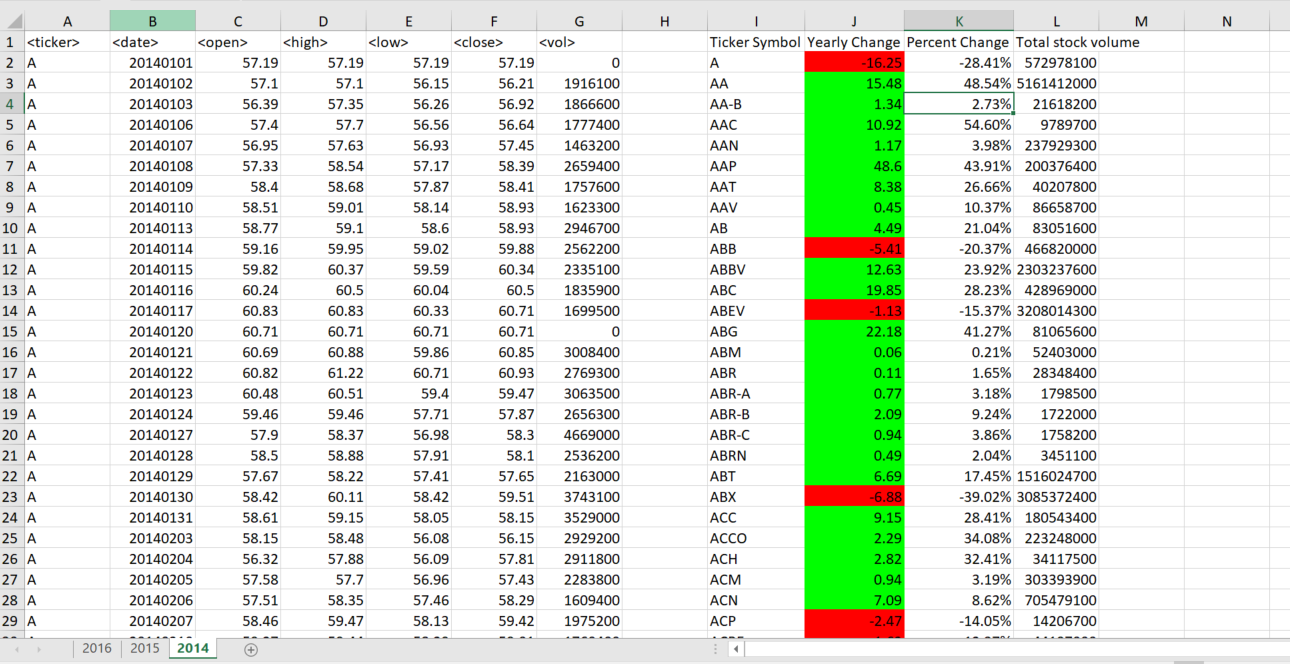 A B C D E F G H I J K L M N
1 <ticker> <date> <open> <high> <low> <close> <vol> Ticker Symbol Yearly Change Percent Change Total stock volume
2 A 20140101 57.19 57.19 57.19 57.19 0 A -16.25 -28.41% 572978100
3 A 20140102 57.1 57.1 56.15 56.21 1916100 AA 15.48 48.54% 5161412000
4 A 20140103 56.39 57.35 56.26 56.92 1866600 AA-B 1.34 2.73% 21618200
5 A 20140106 57.4 57.7 56.56 56.64 1777400 AAC 10.92 54.60% 9789700
6 A 20140107 56.95 57.63 56.93 57.45 1463200 AAN 1.17 3.98% 237929300
7 A 20140108 57.33 58.54 57.17 58.39 2659400 AAP 48.6 43.91% 200376400
8 A 20140109 58.4 58.68 57.87 58.41 1757600 AAT 8.38 26.66% 40207800
9 A 20140110 58.51 59.01 58.14 58.93 1623300 AAV 0.45 10.37% 86658700
10 A 20140113 58.77 59.1 58.6 58.93 2946700 AB 4.49 21.04% 83051600
11 A 20140114 59.16 59.95 59.02 59.88 2562200 ABB -5.41 -20.37% 466820000
12 A 20140115 59.82 60.37 59.59 60.34 2335100 ABBV 12.63 23.92% 2303237600
13 A 20140116 60.24 60.5 60.04 60.5 1835900 ABC 19.85 28.23% 428969000
14 A 20140117 60.83 60.83 60.33 60.71 1699500 ABEV -1.13 -15.37% 3208014300
15 A 20140120 60.71 60.71 60.71 60.71 0 ABG 22.18 41.27% 81065600
16 A 20140121 60.69 60.88 59.86 60.85 3008400 ABM 0.06 0.21% 52403000
17 A 20140122 60.82 61.22 60.71 60.93 2769300 ABR 0.11 1.65% 28348400
18 A 20140123 60.48 60.51 59.4 59.47 3063500 ABR-A 0.77 3.18% 1798500
19 A 20140124 59.46 59.46 57.71 57.87 2656300 ABR-B 2.09 9.24% 1722000
20 A 20140127 57.9 58.37 56.98 58.3 4669000 ABR-C 0.94 3.86% 1758200
21 A 20140128 58.5 58.88 57.91 58.1 2536200 ABRN 0.49 2.04% 3451100
22 A 20140129 57.67 58.22 57.41 57.65 2163000 ABT 6.69 17.45% 1516024700
23 A 20140130 58.42 60.11 58.42 59.51 3743100 ABX -6.88 -39.02% 3085372400
24 A 20140131 58.61 59.15 58.05 58.15 3529000 ACC 9.15 28.41% 180543400
25 A 20140203 58.15 58.48 56.08 56.15 2929200 ACCO 2.29 34.08% 223248000
26 A 20140204 56.32 57.88 56.09 57.81 2911800 ACH 2.82 32.41% 34117500
27 A 20140205 57.58 57.7 56.96 57.43 2283800 ACM 0.94 3.19% 303393900
28 A 20140206 57.51 58.35 57.46 58.29 1609400 ACN 7.09 8.62% 705479100
29 A 20140207 58.46 59.47 58.13 59.42 1975200 ACP -2.47 -14.05% 14206700
2016 2015 2014